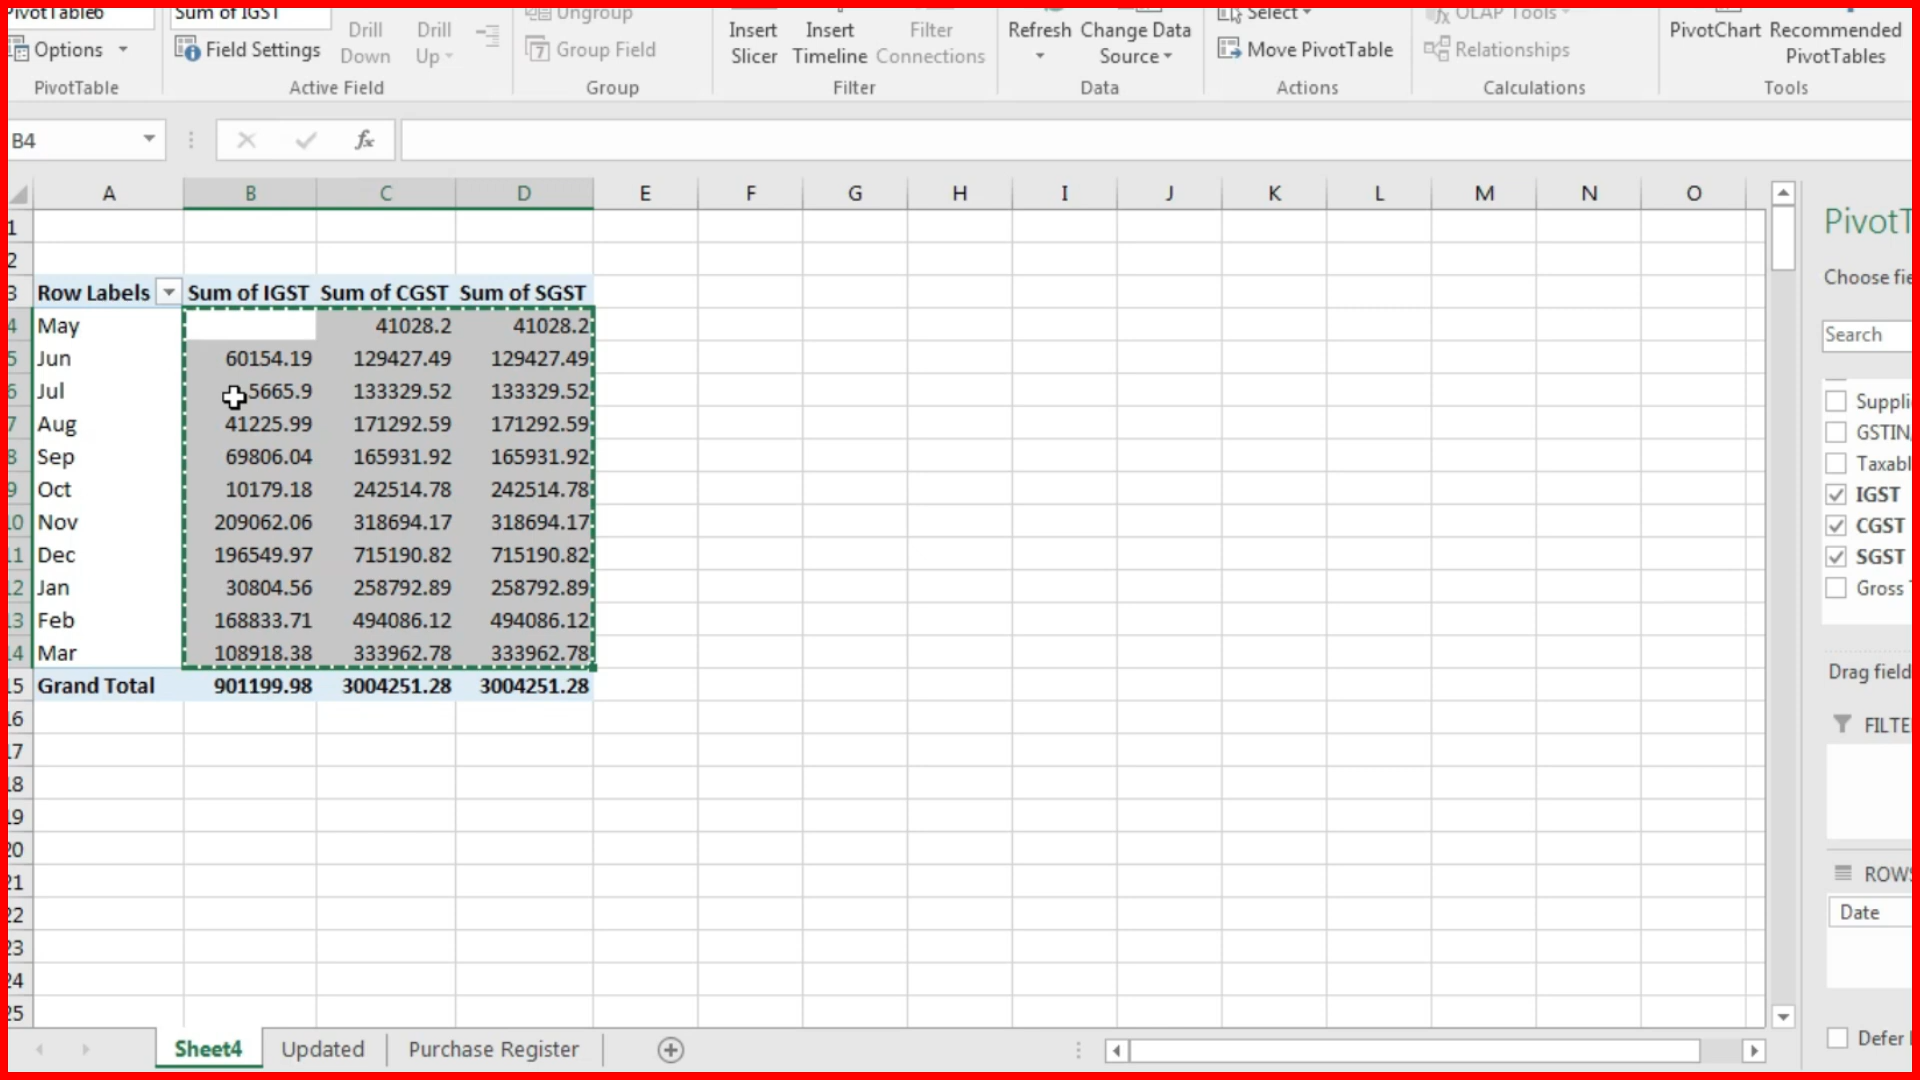 PivotTable6 Sum of IGST Drill Drill Ungroup Insert Insert Filter Refresh Change Data Select OLAP Tools PivotChart Recommended
Options Field Settings Down Up Group Field Slicer Timeline Connections Source Move PivotTable Relationships PivotTables
PivotTable Active Field Group Filter Data Actions Calculations Tools
B4 fx
A B C D E F G H I J K L M N O
1
2
3 Row Labels Sum of IGST Sum of CGST Sum of SGST
4 May 41028.2 41028.2
5 Jun 60154.19 129427.49 129427.49
6 Jul 5665.9 133329.52 133329.52
7 Aug 41225.99 171292.59 171292.59
8 Sep 69806.04 165931.92 165931.92
9 Oct 10179.18 242514.78 242514.78
10 Nov 209062.06 318694.17 318694.17
11 Dec 196549.97 715190.82 715190.82
12 Jan 30804.56 258792.89 258792.89
13 Feb 168833.71 494086.12 494086.12
14 Mar 108918.38 333962.78 333962.78
15 Grand Total 901199.98 3004251.28 3004251.28
16
17
18
19
20
21
22
23
24
25
Sheet4 Updated Purchase Register
PivotT
Choose fie
Search
Suppli
GSTIN
Taxabl
IGST
CGST
SGST
Gross
Drag field
FILTE
ROWS
Date
Defer